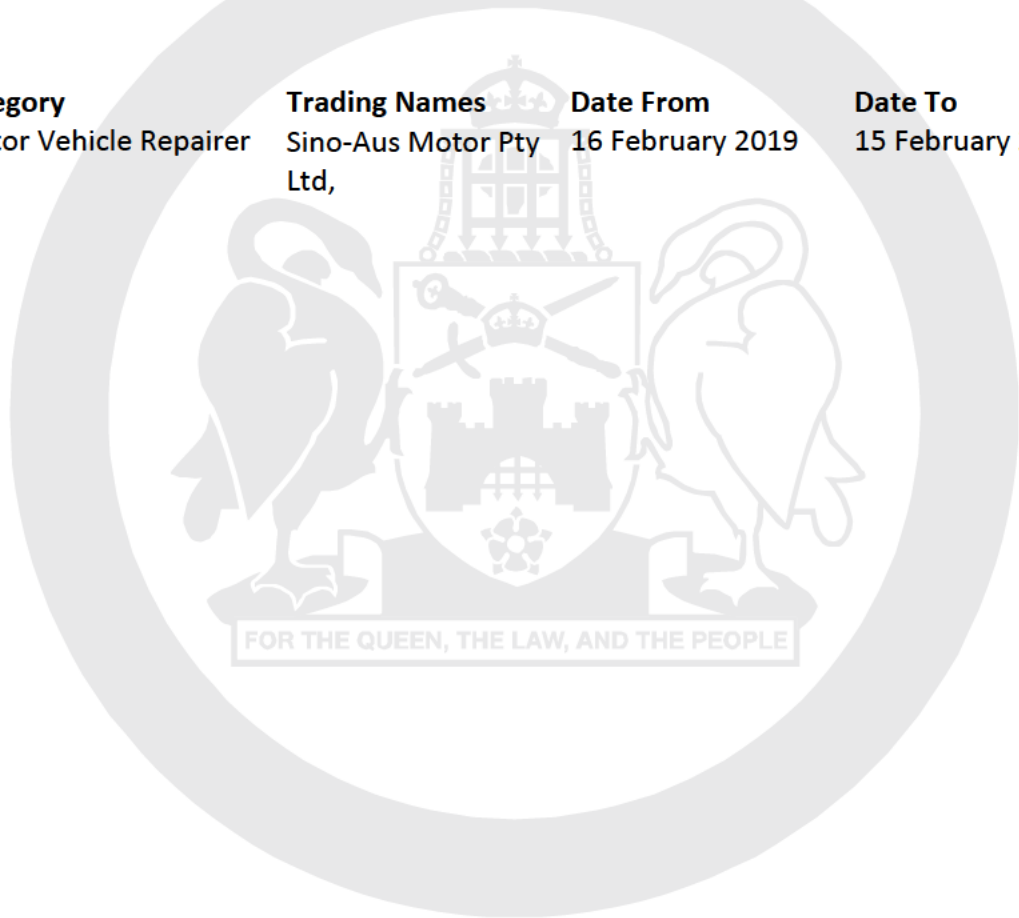 egory Trading Names Date From Date To
tor Vehicle Repairer Sino-Aus Motor Pty 16 February 2019 15 February
Ltd,
FOR THE QUEEN, THE LAW, AND THE PEOPLE